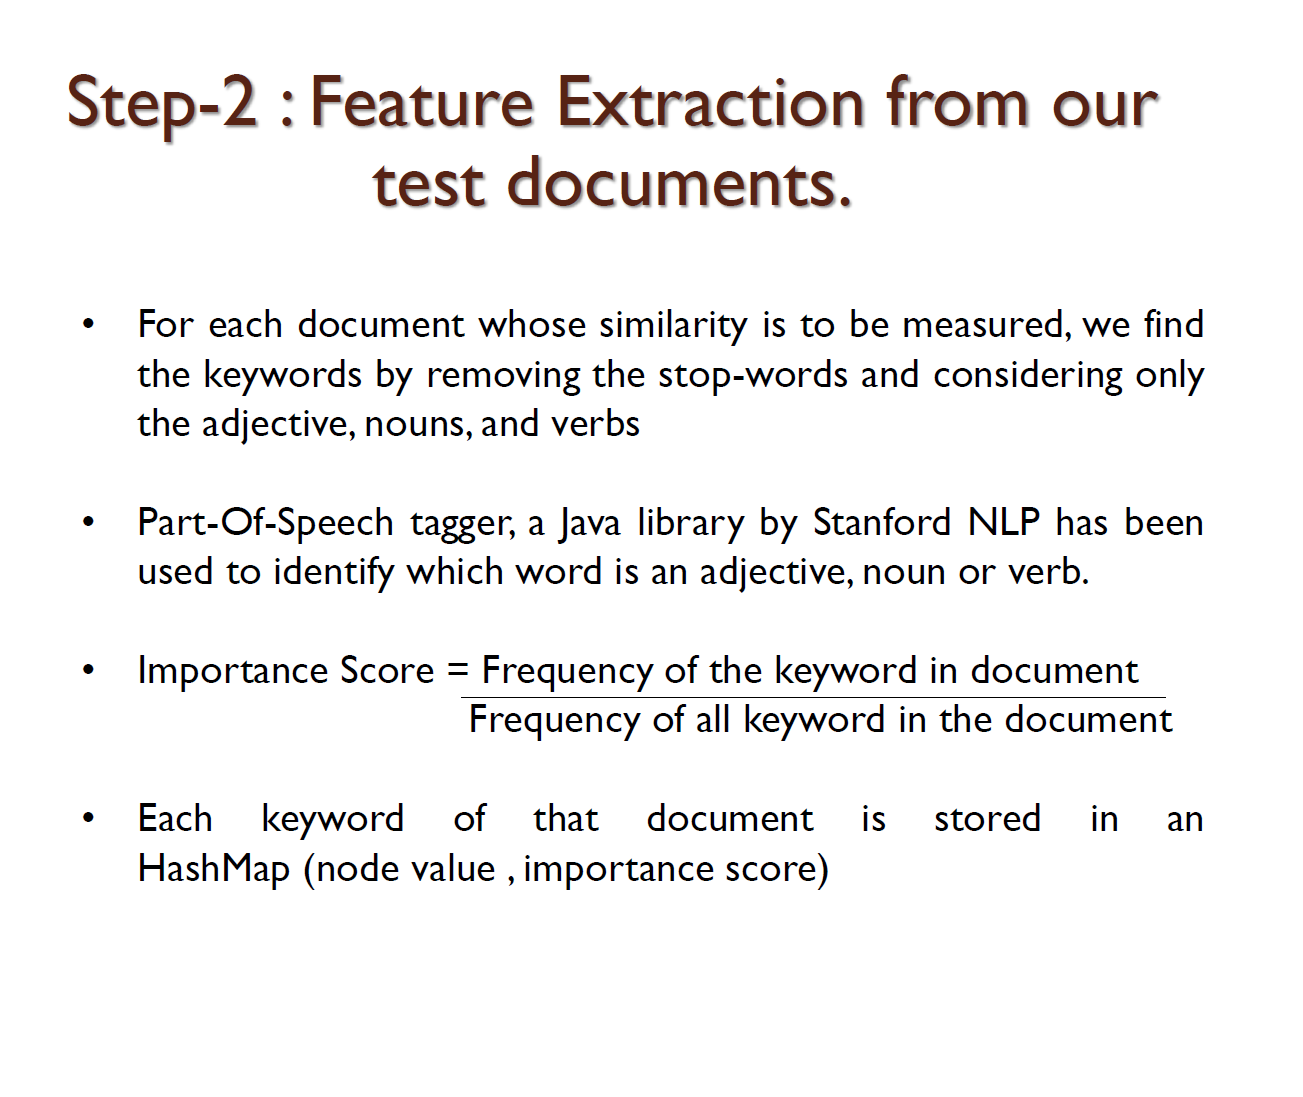 Step-2 : Feature Extraction from our
test documents.
• For each document whose similarity is to be measured, we find
the keywords by removing the stop-words and considering only
the adjective, nouns, and verbs
• Part-Of-Speech tagger, a Java library by Stanford NLP has been
used to identify which word is an adjective, noun or verb.
• Importance Score = Frequency of the keyword in document
Frequency of all keyword in the document
• Each keyword of that document is stored in an
HashMap (node value , importance score)